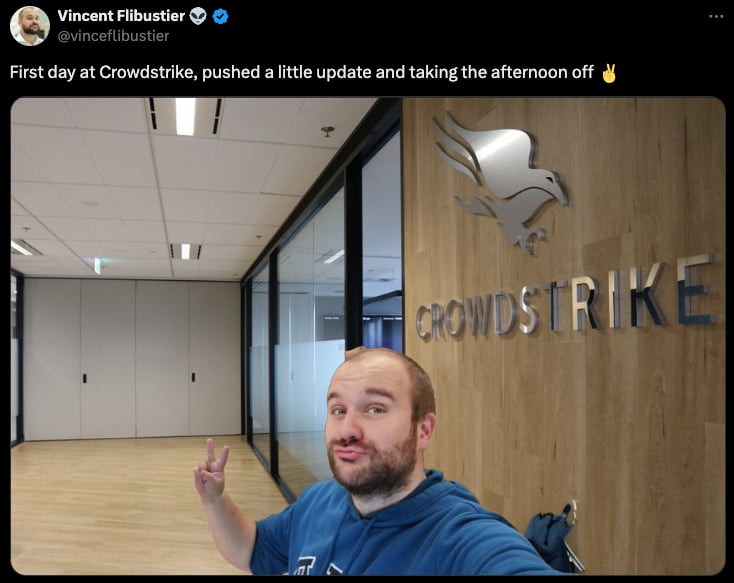 Vincent Flibustier 👽
@vinceflibustier
First day at Crowdstrike, pushed a little update and taking the afternoon off ✌️
CROWDSTRIKE